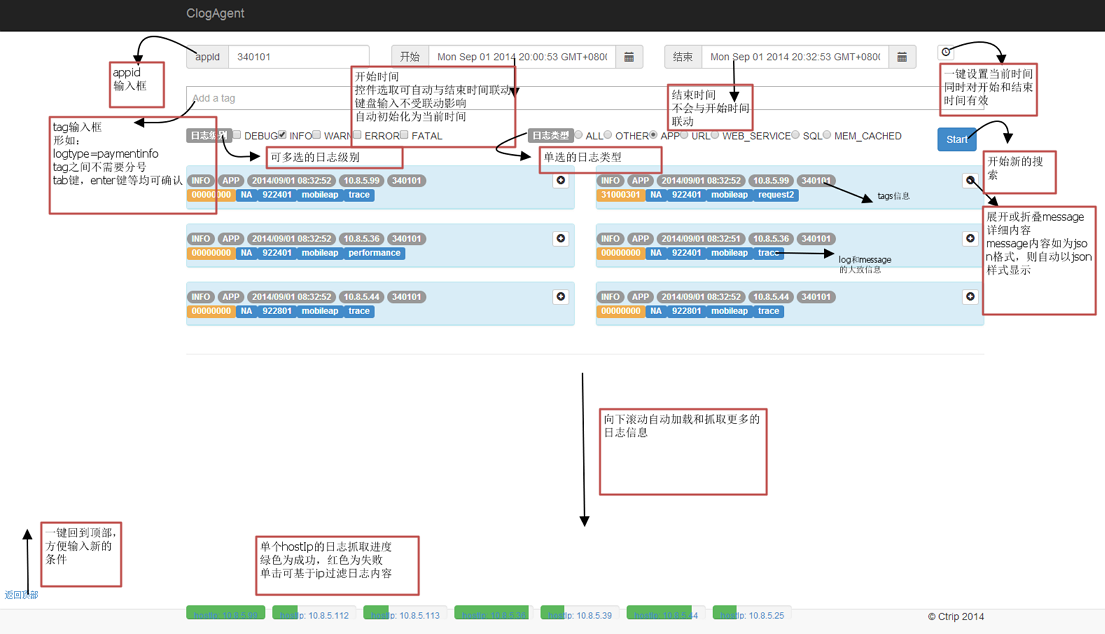 ClogAgent
appid 340101 开始 Mon Sep 01 2014 20:00:53 GMT+080( 结束 Mon Sep 01 2014 20:32:53 GMT+080(
appid
输入框
开始时间
控件选取可自动与结束时间联动
键盘输入不受联动影响
自动初始化为当前时间
结束时间
不会与开始时间
联动
一键设置当前时间
同时对开始和结束
时间有效
Add a tag
tag输入框
形如:
logtype=paymentinfo
tag之间不需要分号
tab键，enter键等均可确认
日志级别 DEBUG INFO WARN ERROR FATAL
日志类型 ALL OTHER APP URL WEB_SERVICE SQL MEM_CACHED
Start
可多选的日志级别
单选的日志类型
开始新的搜
索
INFO APP 2014/09/01 08:32:52 10.8.5.99 340101
00000000 NA 922401 mobileap trace
INFO APP 2014/09/01 08:32:52 10.8.5.99 340101
31000301 NA 922401 mobileap request2
tags信息
展开或折叠message
详细内容
message内容如为jso
n格式，则自动以json
样式显示
INFO APP 2014/09/01 08:32:52 10.8.5.36 340101
00000000 NA 922401 mobileap performance
INFO APP 2014/09/01 08:32:51 10.8.5.36 340101
00000000 NA 922401 mobileap trace
log和message
的大致信息
INFO APP 2014/09/01 08:32:52 10.8.5.44 340101
00000000 NA 922801 mobileap trace
INFO APP 2014/09/01 08:32:52 10.8.5.44 340101
00000000 NA 922801 mobileap trace
向下滚动自动加载和抓取更多的
日志信息
一键回到顶部，
方便输入新的
条件
单个hostIp的日志抓取进度
绿色为成功，红色为失败
单击可基于ip过滤日志内容
返回顶部
hostIp: 10.8.5.99 hostIp: 10.8.5.112 hostIp: 10.8.5.113 hostIp: 10.8.5.39 hostIp: 10.8.5.44 hostIp: 10.8.5.25
© Ctrip 2014